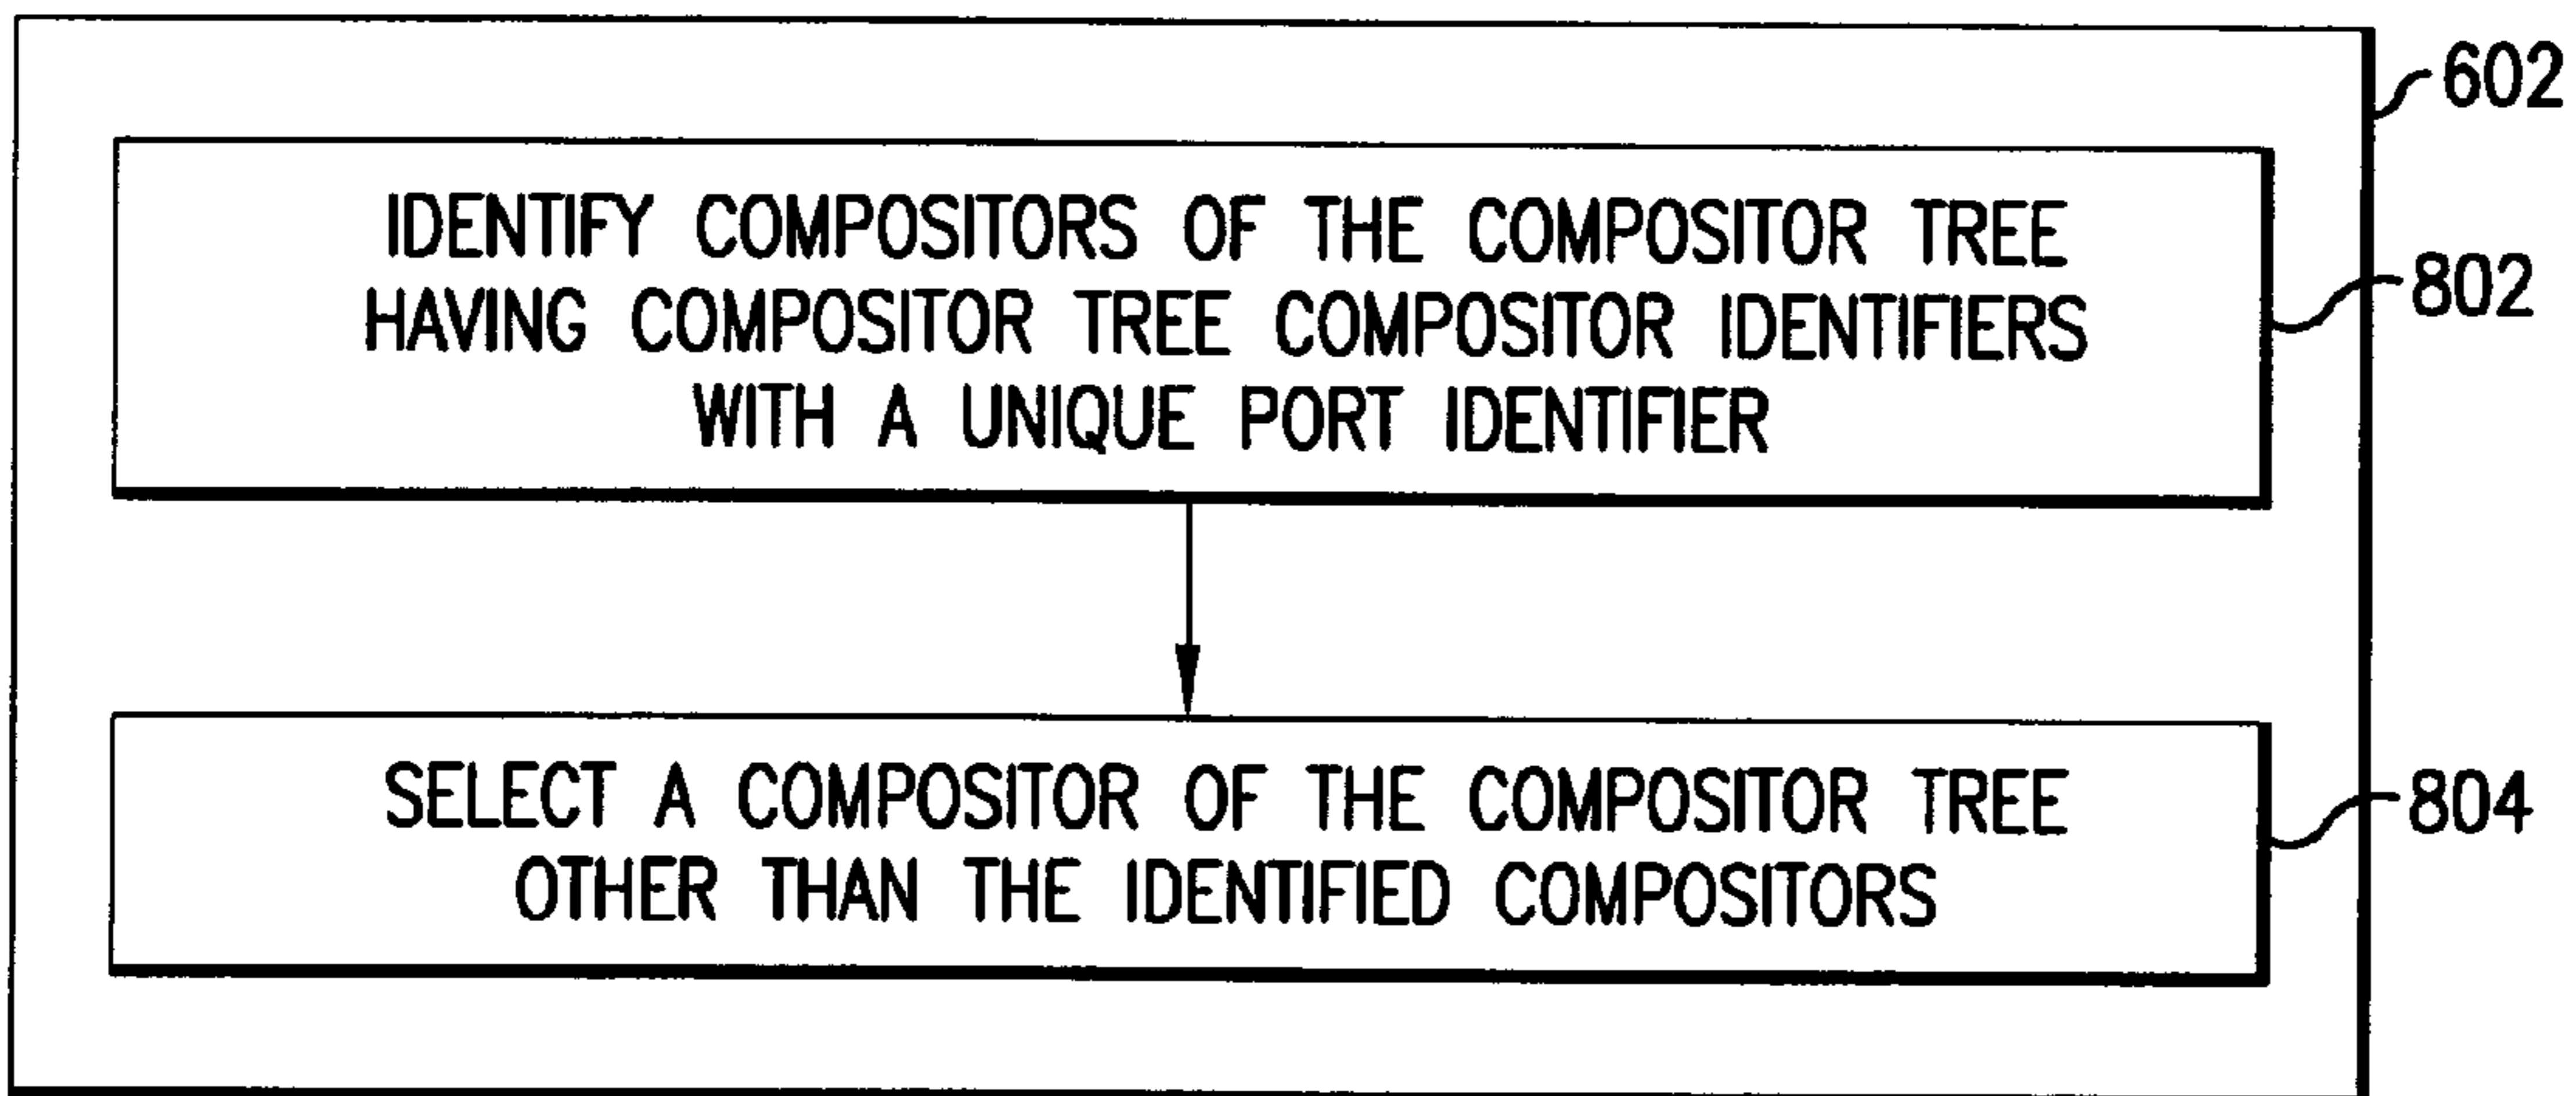 602
IDENTIFY COMPOSITORS OF THE COMPOSITOR TREE
HAVING COMPOSITOR TREE COMPOSITOR IDENTIFIERS
WITH A UNIQUE PORT IDENTIFIER
802
SELECT A COMPOSITOR OF THE COMPOSITOR TREE
OTHER THAN THE IDENTIFIED COMPOSITORS
804